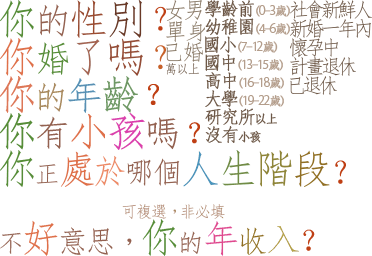 你的性別？
你婚了嗎？
你的年齡？
你有小孩嗎？
你正處於哪個人生階段？
女男
單身
已婚
萬以上
學齡前(0-3歲)
幼稚園(4-6歲)
國小(7-12歲)
國中(13-15歲)
高中(16-18歲)
大學(19-22歲)
研究所以上
沒有小孩
社會新鮮人
新婚一年內
懷孕中
計畫退休
已退休
可複選，非必填
不好意思，你的年收入？